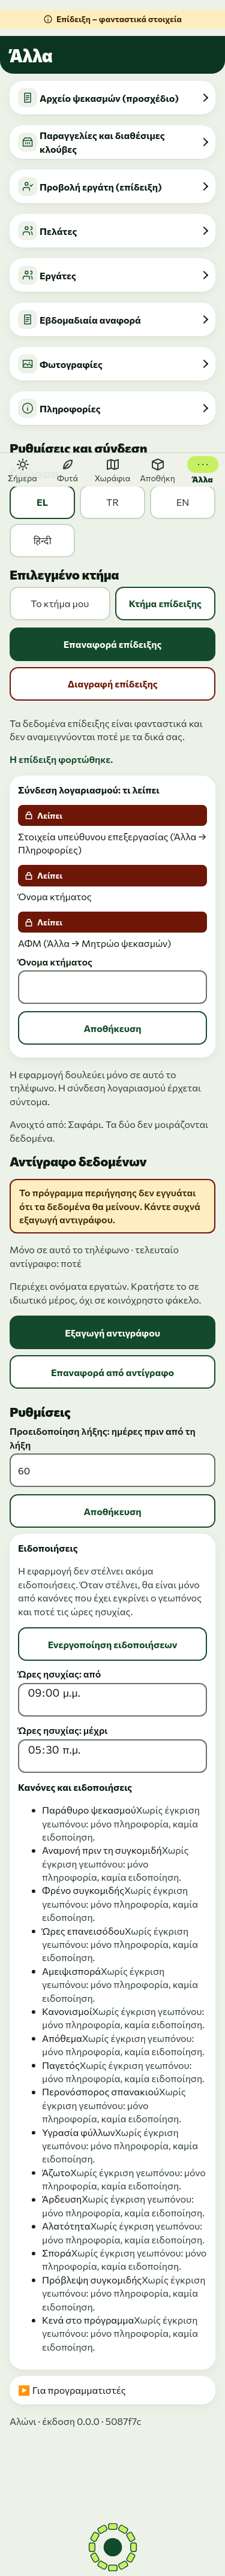 Επίδειξη – φανταστικά στοιχεία
Άλλα
Αρχείο ψεκασμών (προσχέδιο)
Παραγγελίες και διαθέσιμες
κλούβες
Προβολή εργάτη (επίδειξη)
Πελάτες
Εργάτες
Εβδομαδιαία αναφορά
Φωτογραφίες
Πληροφορίες
Ρυθμίσεις και σύνδεση
Σήμερα
Φυτά
Χωράφια
Αποθήκη
Άλλα
EL
TR
EN
हिन्दी
Επιλεγμένο κτήμα
Το κτήμα μου
Κτήμα επίδειξης
Επαναφορά επίδειξης
Διαγραφή επίδειξης
Τα δεδομένα επίδειξης είναι φανταστικά και
δεν αναμειγνύονται ποτέ με τα δικά σας.
Η επίδειξη φορτώθηκε.
Σύνδεση λογαριασμού: τι λείπει
Λείπει
Στοιχεία υπεύθυνου επεξεργασίας (Άλλα →
Πληροφορίες)
Λείπει
Όνομα κτήματος
Λείπει
ΑΦΜ (Άλλα → Μητρώο ψεκασμών)
Όνομα κτήματος
Αποθήκευση
Η εφαρμογή δουλεύει μόνο σε αυτό το
τηλέφωνο. Η σύνδεση λογαριασμού έρχεται
σύντομα.
Ανοιχτό από: Σαφάρι. Τα δύο δεν μοιράζονται
δεδομένα.
Αντίγραφο δεδομένων
Το πρόγραμμα περιήγησης δεν εγγυάται
ότι τα δεδομένα θα μείνουν. Κάντε συχνά
εξαγωγή αντιγράφου.
Μόνο σε αυτό το τηλέφωνο · τελευταίο
αντίγραφο: ποτέ
Περιέχει ονόματα εργατών. Κρατήστε το σε
ιδιωτικό μέρος, όχι σε κοινόχρηστο φάκελο.
Εξαγωγή αντιγράφου
Επαναφορά από αντίγραφο
Ρυθμίσεις
Προειδοποίηση λήξης: ημέρες πριν από τη
λήξη
60
Αποθήκευση
Ειδοποιήσεις
Η εφαρμογή δεν στέλνει ακόμα
ειδοποιήσεις. Όταν στέλνει, θα είναι μόνο
από κανόνες που έχει εγκρίνει ο γεωπόνος
και ποτέ τις ώρες ησυχίας.
Ενεργοποίηση ειδοποιήσεων
Ώρες ησυχίας: από
09:00 μ.μ.
Ώρες ησυχίας: μέχρι
05:30 π.μ.
Κανόνες και ειδοποιήσεις
Παράθυρο ψεκασμούΧωρίς έγκριση
γεωπόνου: μόνο πληροφορία, καμία
ειδοποίηση.
Αναμονή πριν τη συγκομιδήΧωρίς
έγκριση γεωπόνου: μόνο
πληροφορία, καμία ειδοποίηση.
Φρένο συγκομιδήςΧωρίς έγκριση
γεωπόνου: μόνο πληροφορία, καμία
ειδοποίηση.
Ώρες επανεισόδουΧωρίς έγκριση
γεωπόνου: μόνο πληροφορία, καμία
ειδοποίηση.
ΑμειψισποράΧωρίς έγκριση
γεωπόνου: μόνο πληροφορία, καμία
ειδοποίηση.
ΚανονισμοίΧωρίς έγκριση γεωπόνου:
μόνο πληροφορία, καμία ειδοποίηση.
ΑπόθεμαΧωρίς έγκριση γεωπόνου:
μόνο πληροφορία, καμία ειδοποίηση.
ΠαγετόςΧωρίς έγκριση γεωπόνου:
μόνο πληροφορία, καμία ειδοποίηση.
Περονόσπορος σπανακιούΧωρίς
έγκριση γεωπόνου: μόνο
πληροφορία, καμία ειδοποίηση.
Υγρασία φύλλωνΧωρίς έγκριση
γεωπόνου: μόνο πληροφορία, καμία
ειδοποίηση.
ΆζωτοΧωρίς έγκριση γεωπόνου: μόνο
πληροφορία, καμία ειδοποίηση.
ΆρδευσηΧωρίς έγκριση γεωπόνου:
μόνο πληροφορία, καμία ειδοποίηση.
ΑλατότηταΧωρίς έγκριση γεωπόνου:
μόνο πληροφορία, καμία ειδοποίηση.
ΣποράΧωρίς έγκριση γεωπόνου: μόνο
πληροφορία, καμία ειδοποίηση.
Πρόβλεψη συγκομιδήςΧωρίς έγκριση
γεωπόνου: μόνο πληροφορία, καμία
ειδοποίηση.
Κενά στο πρόγραμμαΧωρίς έγκριση
γεωπόνου: μόνο πληροφορία, καμία
ειδοποίηση.
Για προγραμματιστές
Αλώνι · έκδοση 0.0.0 · 5087f7c